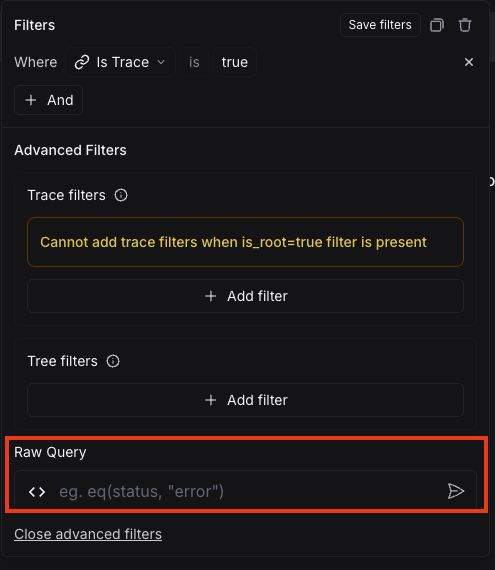 Filters
Save filters
Where Is Trace is true
And
Advanced Filters
Trace filters
Cannot add trace filters when is_root=true filter is present
Add filter
Tree filters
Add filter
Raw Query
<> eg. eq(status, "error")
Close advanced filters